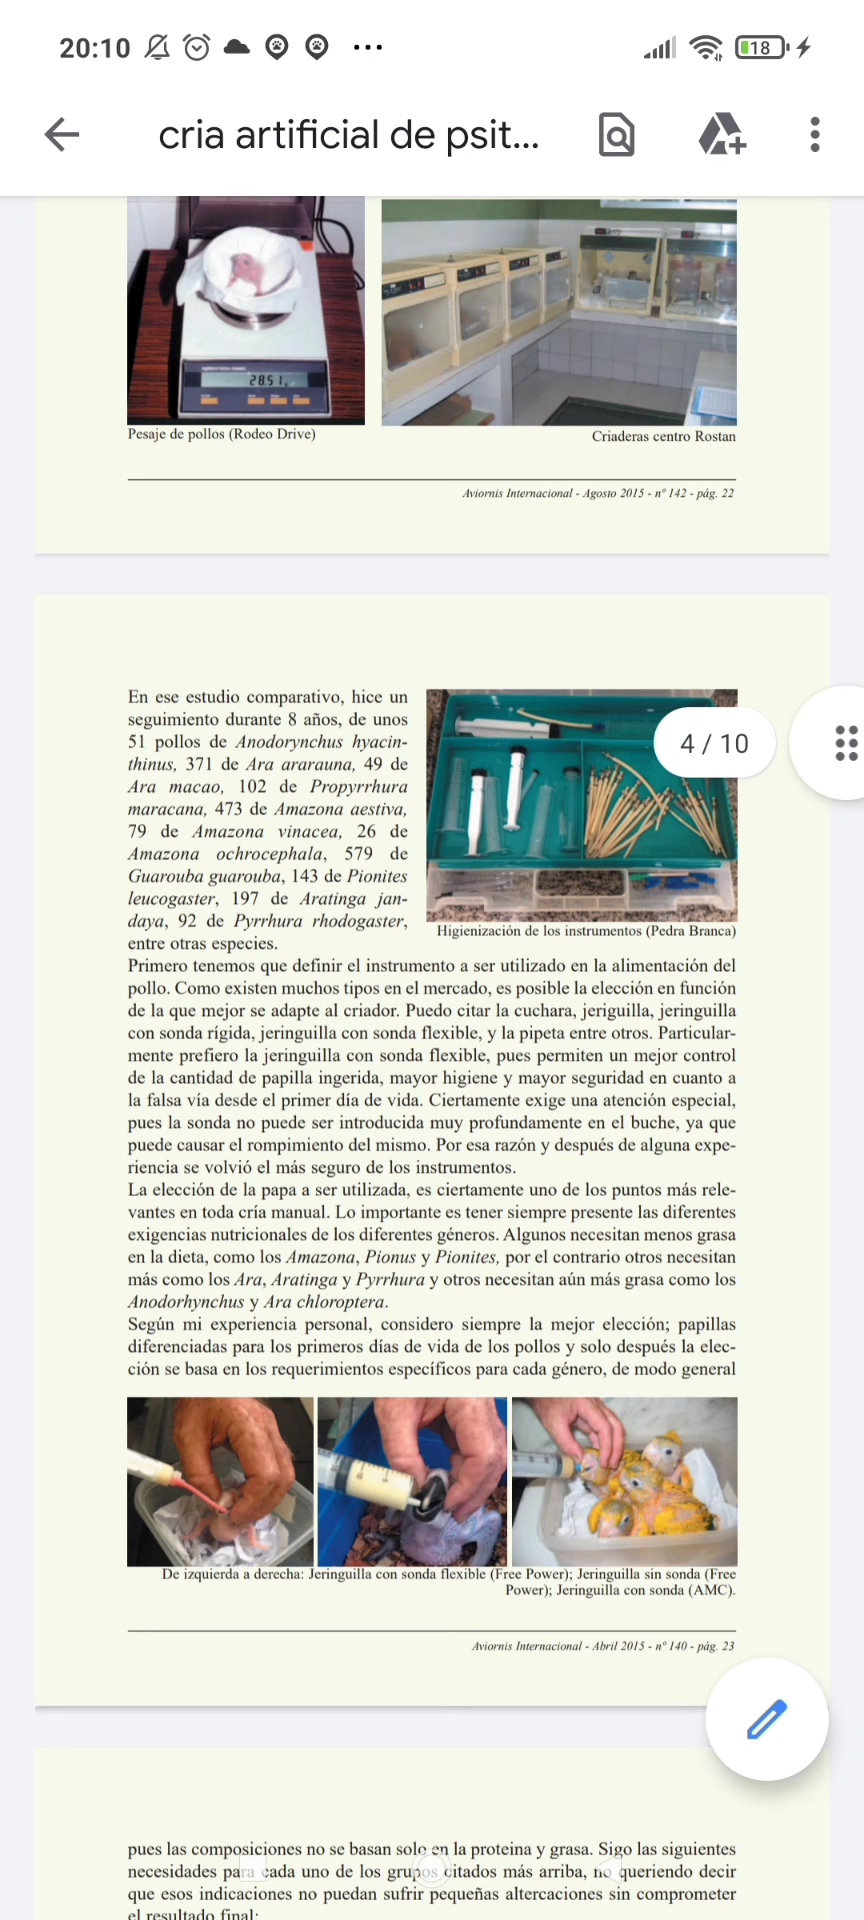 20:10
18
cria artificial de psit...
2851,
Pesaje de pollos (Rodeo Drive)
Criaderas centro Rostan
Aviornis Internacional - Agosto 2015 - nº 142 - pág. 22
En ese estudio comparativo, hice un
seguimiento durante 8 años, de unos
51 pollos de Anodorynchus hyacin-
thinus, 371 de Ara ararauna, 49 de
Ara macao, 102 de Propyrrhura
maracana, 473 de Amazona aestiva,
79 de Amazona vinacea, 26 de
Amazona ochrocephala, 579 de
Guarouba guarouba, 143 de Pionites
leucogaster, 197 de Aratinga jan-
daya, 92 de Pyrrhura rhodogaster,
entre otras especies.
4 / 10
Higienización de los instrumentos (Pedra Branca)
Primero tenemos que definir el instrumento a ser utilizado en la alimentación del
pollo. Como existen muchos tipos en el mercado, es posible la elección en función
de la que mejor se adapte al criador. Puedo citar la cuchara, jeriguilla, jeringuilla
con sonda rígida, jeringuilla con sonda flexible, y la pipeta entre otros. Particular-
mente prefiero la jeringuilla con sonda flexible, pues permiten un mejor control
de la cantidad de papilla ingerida, mayor higiene y mayor seguridad en cuanto a
la falsa vía desde el primer día de vida. Ciertamente exige una atención especial,
pues la sonda no puede ser introducida muy profundamente en el buche, ya que
puede causar el rompimiento del mismo. Por esa razón y después de alguna expe-
riencia se volvió el más seguro de los instrumentos.
La elección de la papa a ser utilizada, es ciertamente uno de los puntos más rele-
vantes en toda cría manual. Lo importante es tener siempre presente las diferentes
exigencias nutricionales de los diferentes géneros. Algunos necesitan menos grasa
en la dieta, como los Amazona, Pionus y Pionites, por el contrario otros necesitan
más como los Ara, Aratinga y Pyrrhura y otros necesitan aún más grasa como los
Anodorhynchus y Ara chloroptera.
Según mi experiencia personal, considero siempre la mejor elección; papillas
diferenciadas para los primeros días de vida de los pollos y solo después la elec-
ción se basa en los requerimientos específicos para cada género, de modo general
De izquierda a derecha: Jeringuilla con sonda flexible (Free Power); Jeringuilla sin sonda (Free
Power); Jeringuilla con sonda (AMC).
Aviornis Internacional - Abril 2015 - nº 140 - pág. 23
pues las composiciones no se basan solo en la proteina y grasa. Sigo las siguientes
necesidades para cada uno de los grupos citados más arriba, no queriendo decir
que esos indicaciones no puedan sufrir pequeñas altercaciones sin comprometer
el resultado final: